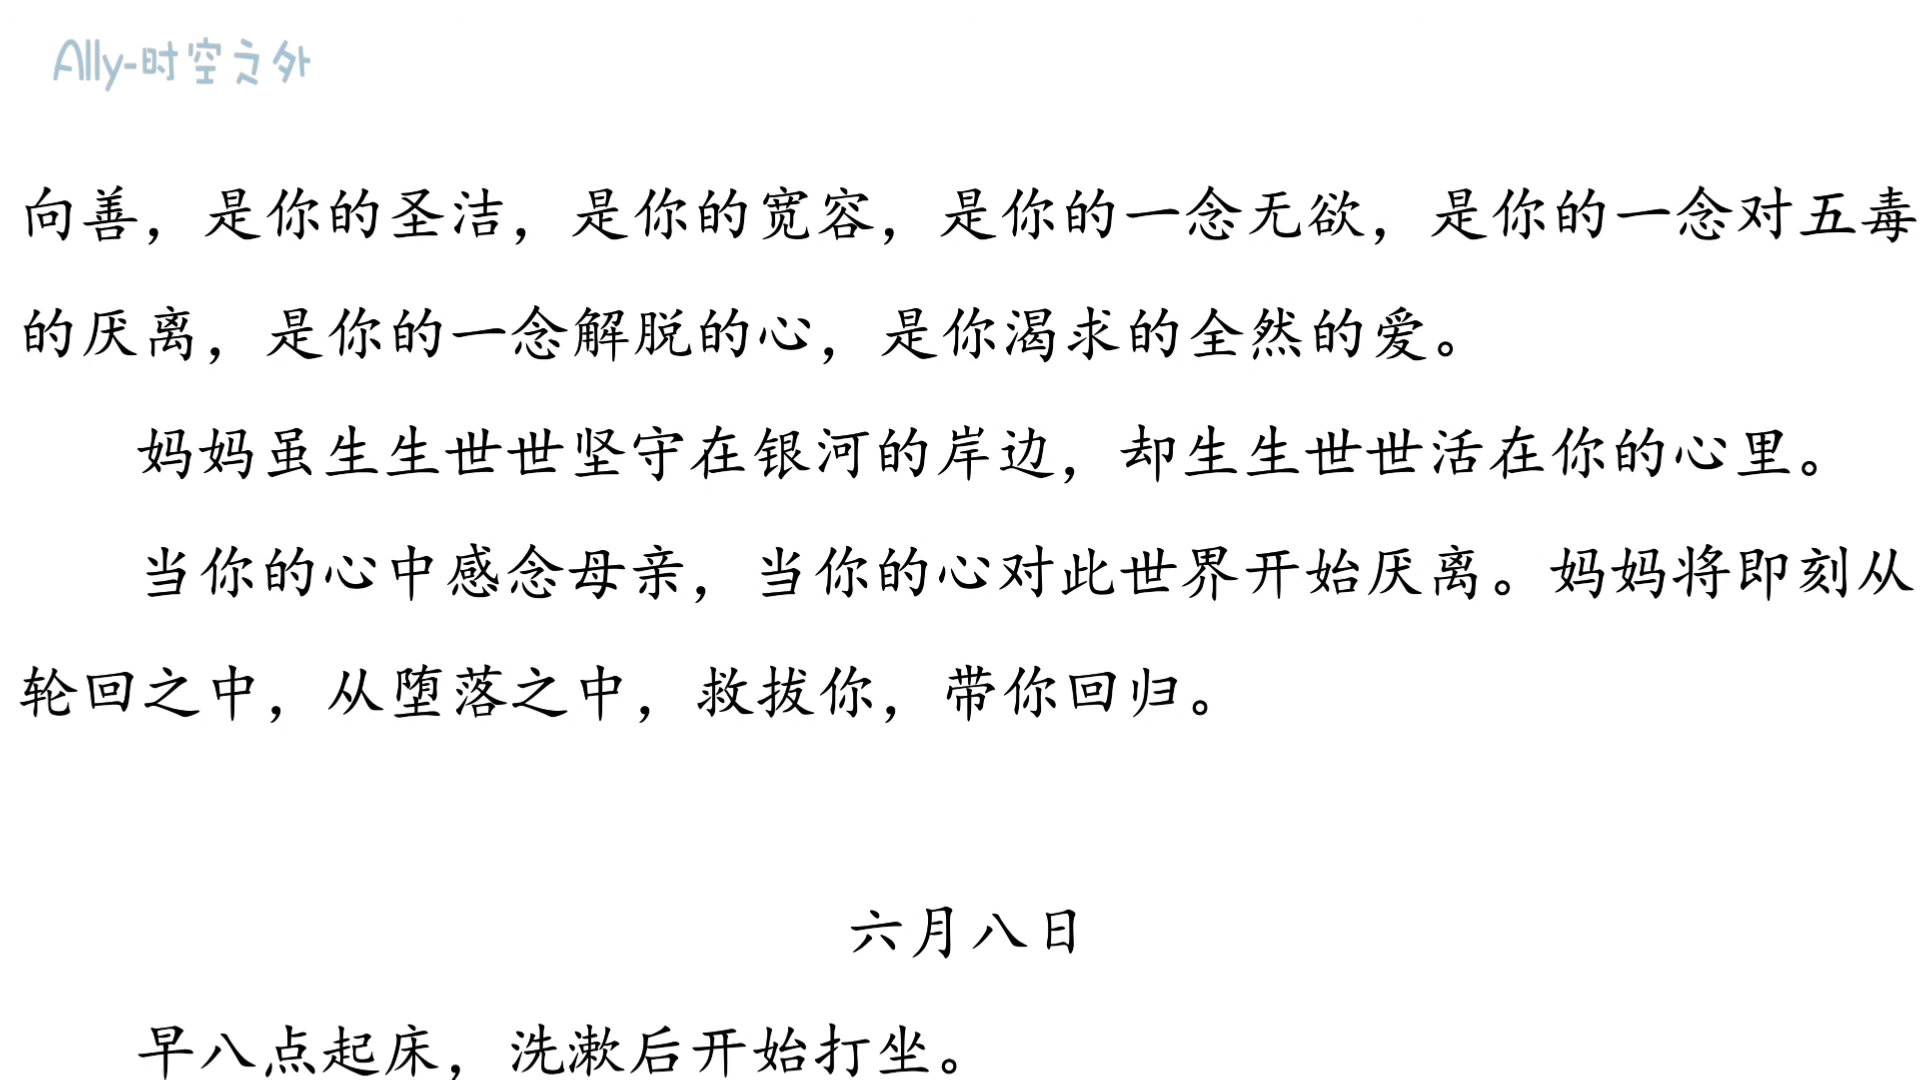 Ally-时空之外
向善，是你的圣洁，是你的宽容，是你的一念无欲，是你的一念对五毒
的厌离，是你的一念解脱的心，是你渴求的全然的爱。
妈妈虽生生世世坚守在银河的岸边，却生生世世活在你的心里。
当你的心中感念母亲，当你的心对此世界开始厌离。妈妈将即刻从
轮回之中，从堕落之中，救拔你，带你回归。
六月八日
早八点起床，洗漱后开始打坐。